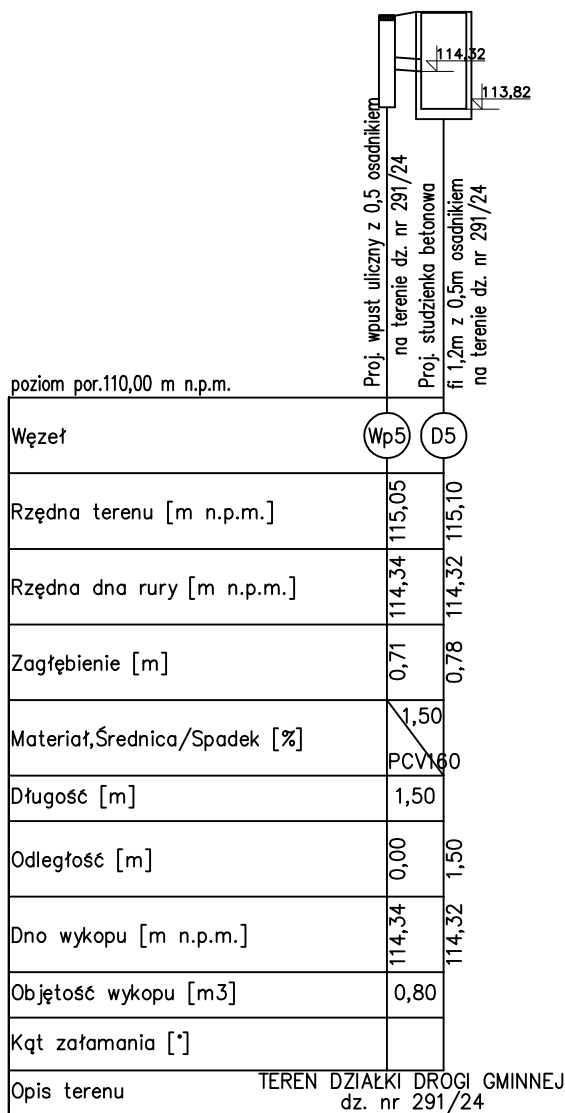 114,32
113,82
Proj. wpust uliczny z 0,5 osadnikiem
na terenie dz. nr 291/24
Proj. studzienka betonowa
fi 1,2m z 0,5m osadnikiem
na terenie dz. nr 291/24
poziom por.110,00 m n.p.m.
Węzeł Wp5 D5
Rzędna terenu [m n.p.m.] 115,05 115,10
Rzędna dna rury [m n.p.m.] 114,34 114,32
Zagłębienie [m] 0,71 0,78
Materiał,Średnica/Spadek [%] 1,50 PCV160
Długość [m] 1,50
Odległość [m] 0,00 1,50
Dno wykopu [m n.p.m.] 114,34 114,32
Objętość wykopu [m3] 0,80
Kąt załamania [°]
Opis terenu TEREN DZIAŁKI DROGI GMINNEJ
dz. nr 291/24